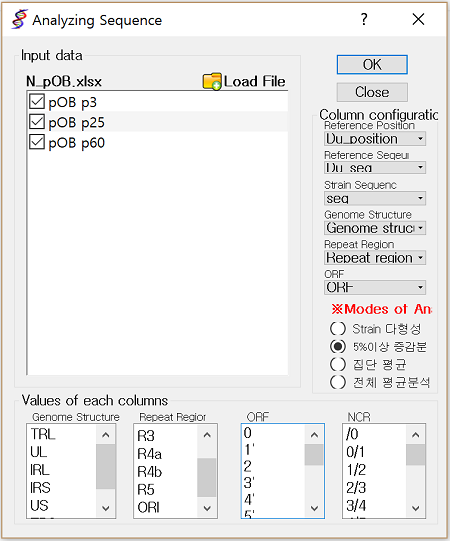 Analyzing Sequence
Input data
N_pOB.xlsx
Load File
pOB p3
pOB p25
pOB p60
OK
Close
Column configuratio
Reference Position
Du_position
Reference Seqeu
Du_seq
Strain Sequenc
seq
Genome Structure
Genome struc
Repeat Region
Repeat region
ORF
ORF
※Modes of An
Strain 다형성
5%이상 증감분
집단 평균
전체 평균분석
Values of each columns
Genome Structure
TRL
UL
IRL
IRS
US
Repeat Region
R3
R4a
R4b
R5
ORI
ORF
0
1'
2
3'
4'
5'
NCR
/0
0/1
1/2
2/3
3/4